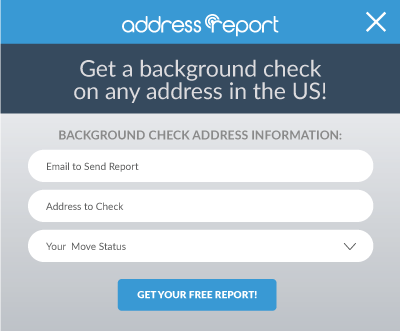 address report
Get a background check
on any address in the US!
BACKGROUND CHECK ADDRESS INFORMATION:
Email to Send Report
Address to Check
Your Move Status
GET YOUR FREE REPORT!